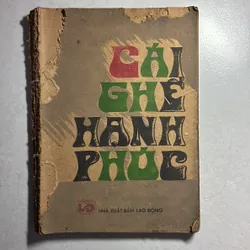 CÁI
GHẾ
HẠNH
PHÚC
NHÀ XUẤT BẢN LAO ĐỘNG